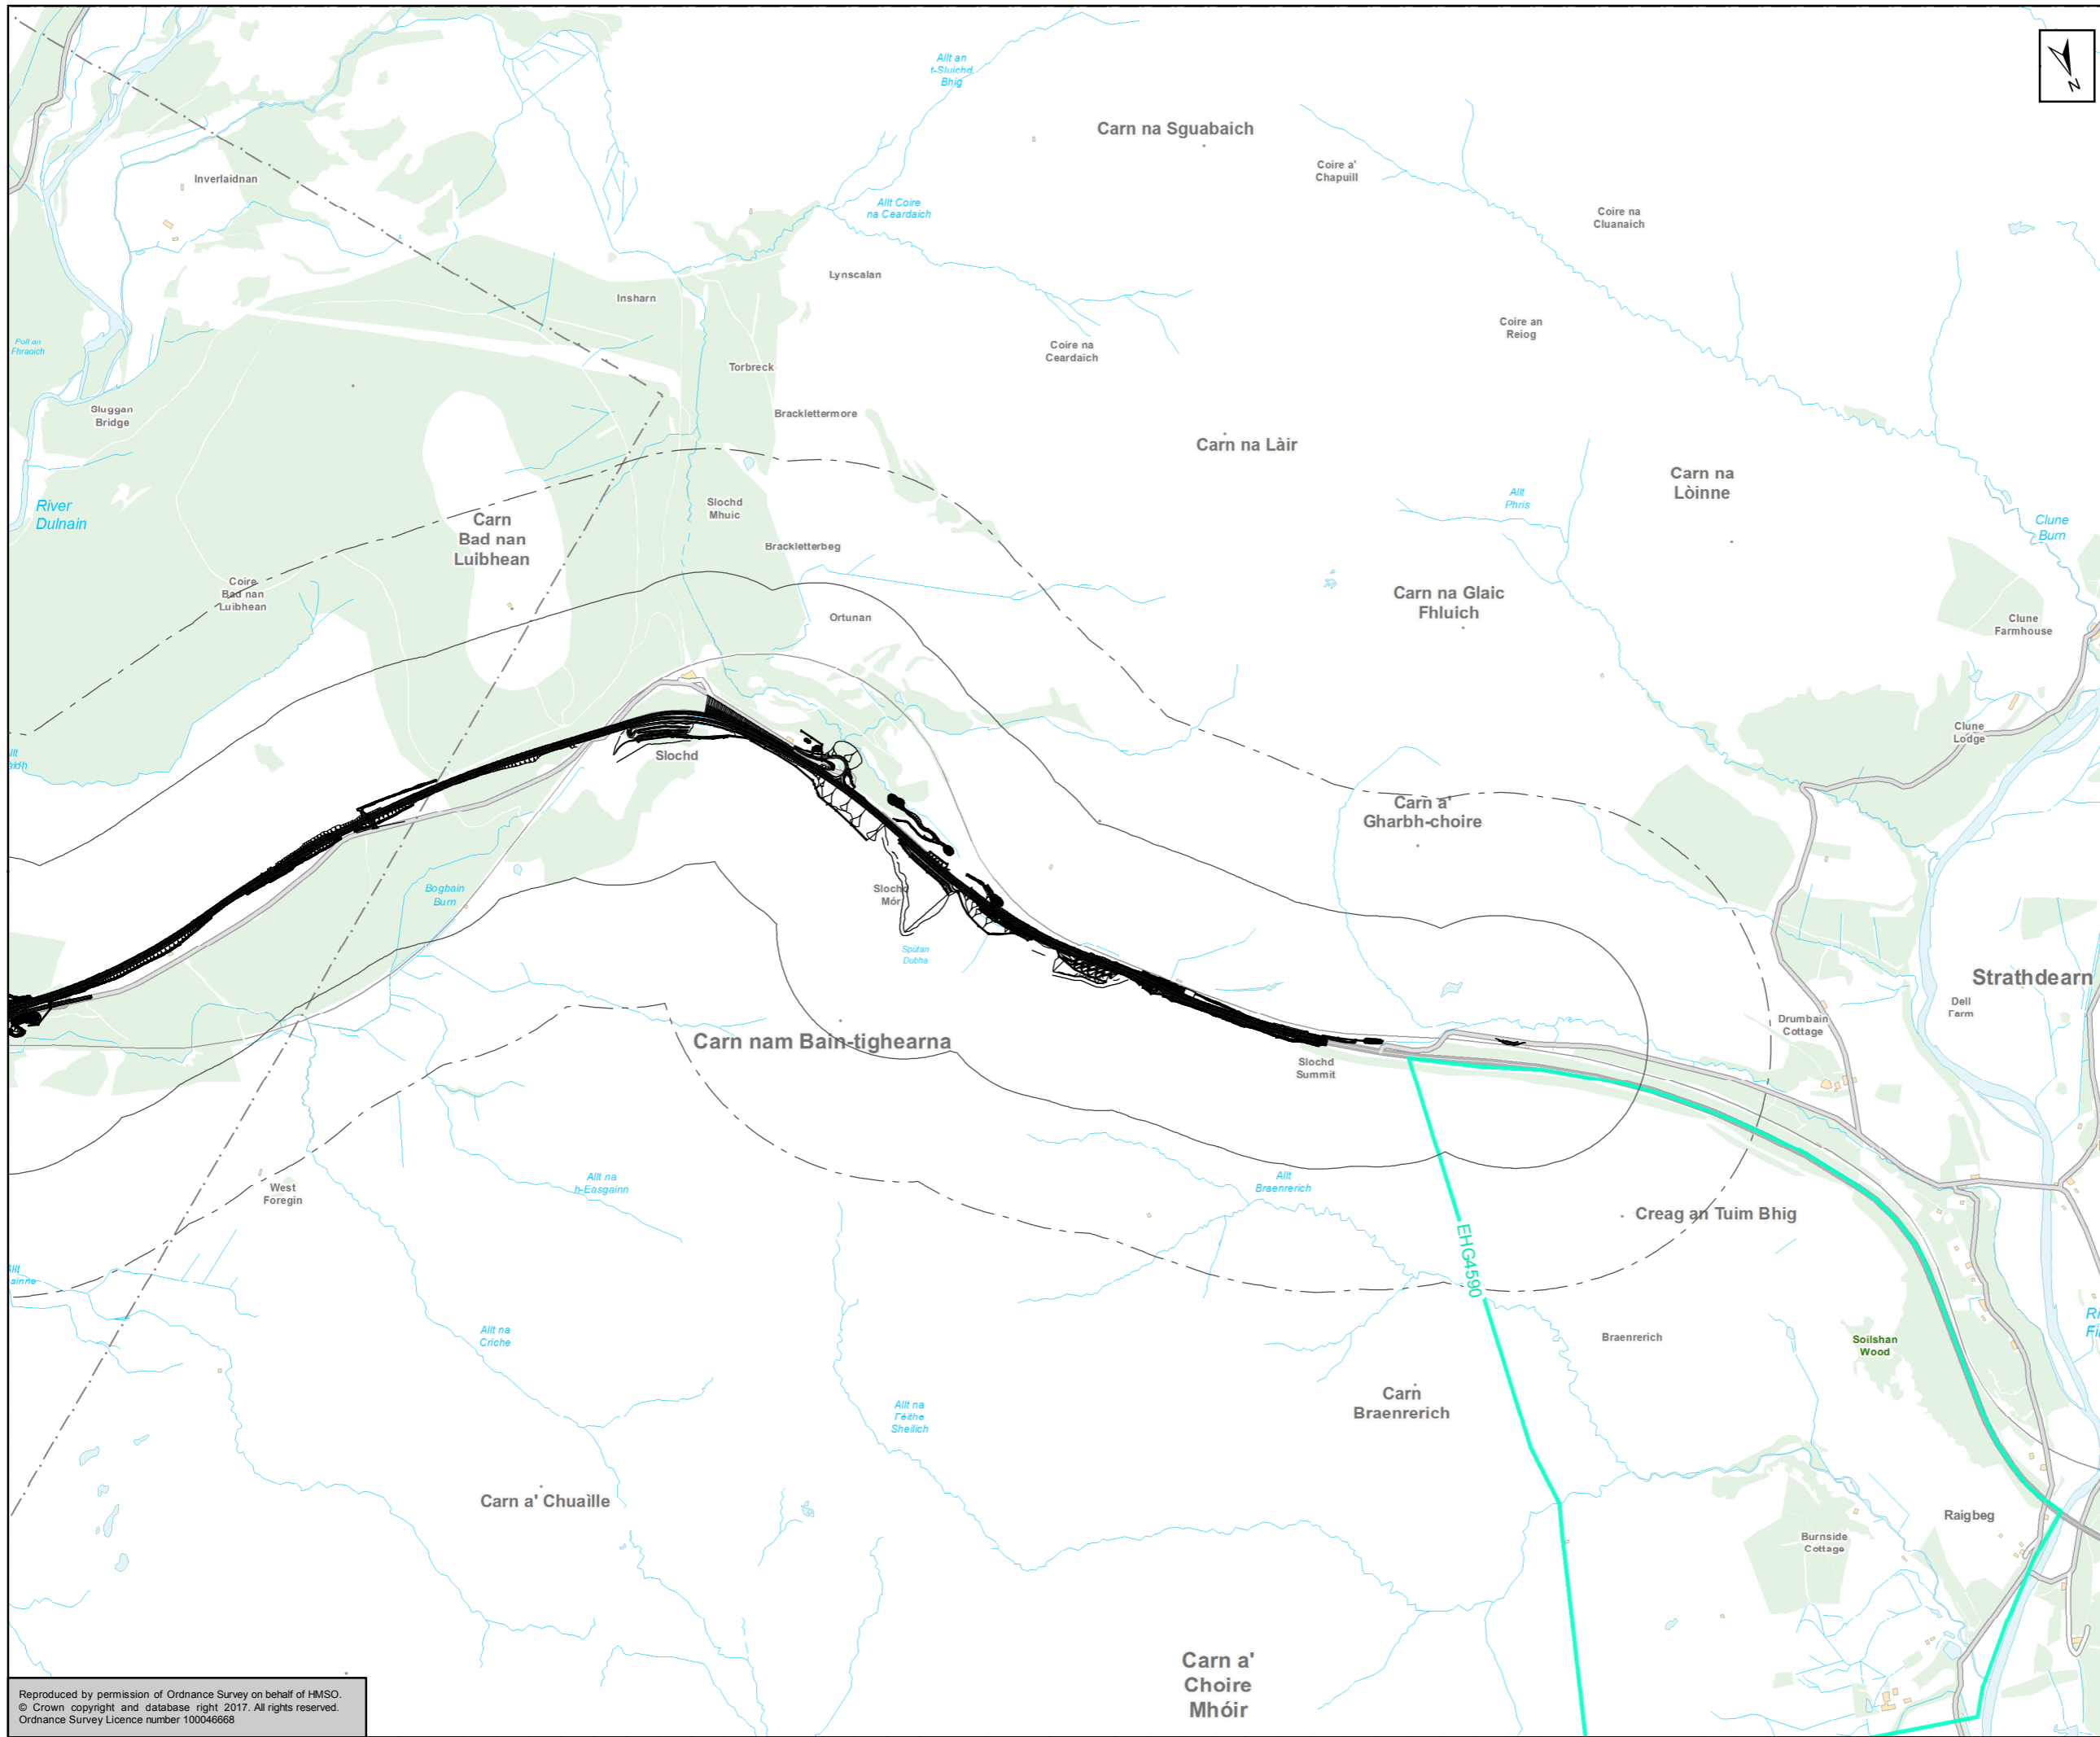 Allt an
t-Sluichd
Bhig
Carn na Sguabaich
Coire a'
Chapuill
N
Inverlaidnan
Allt Coire
na Ceardaich
Coire na
Cluanaich
Lynscalan
Insharn
Coire an
Reiog
Poll an
Fhraoich
Coire na
Ceardaich
Torbreck
Sluggan
Bridge
Brackl­ettermore
Carn na Làir
Carn na
Lòinne
River
Dulnain
Slochd
Mhuic
Allt
Phris
Carn
Bad nan
Luibhean
Clune
Burn
Brackletterbeg
Coire
Bad nan
Luibhean
Carn na Glaic
Fhluich
Ortunan
Clune
Farmhouse
Clune
Lodge
Slochd
Carn a'
Gharbh-choire
Bogbain
Burn
Slochd
Mór
Spùtan
Dubha
Strathdearn
Dell
Farm
Drumbain
Cottage
Carn nam Bain-tighearna
Slochd
Summit
West
Foregin
Allt na
h-Easgainn
Allt
Braenrerich
Creag an Tuim Bhig
EHG4590
Allt na
Crìche
Braenrerich
Soilshan
Wood
Carn
Braenrerich
Allt na
Fèithe
Sheilich
Carn a' Chuaille
Raigbeg
Burnside
Cottage
Carn a'
Choire
Mhóir
Reproduced by permission of Ordnance Survey on behalf of HMSO.
© Crown copyright and database right 2017. All rights reserved.
Ordnance Survey Licence number 100046668